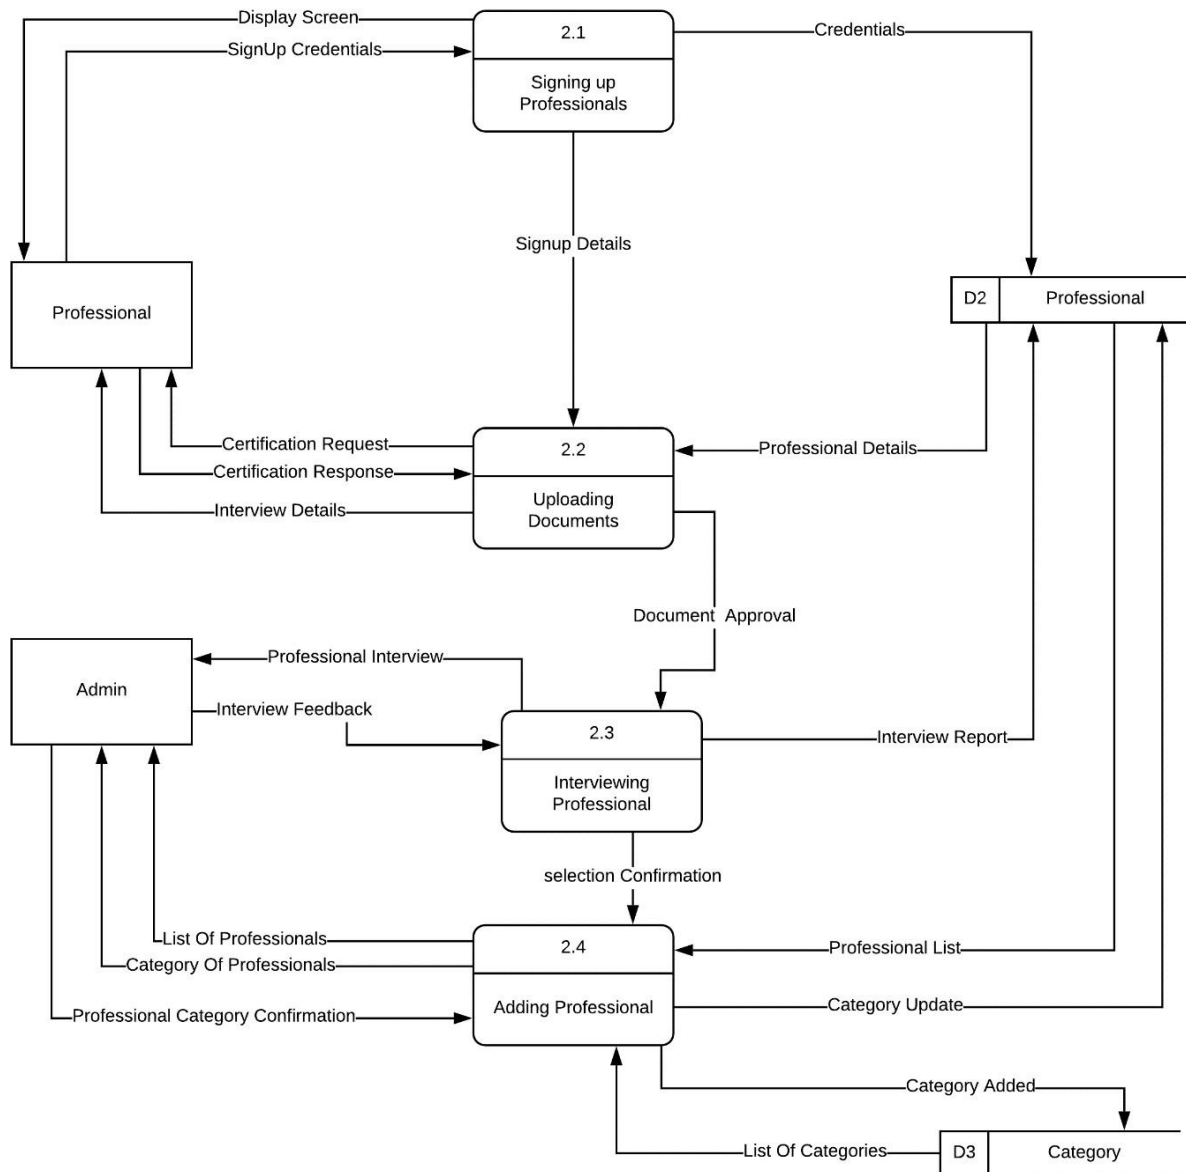 Display Screen
2.1
Credentials
SignUp Credentials
Signing up
Professionals
Signup Details
Professional
D2
Professional
Certification Request
2.2
Professional Details
Certification Response
Interview Details
Uploading
Documents
Document  Approval
Professional Interview
Admin
Interview Feedback
2.3
Interview Report
Interviewing
Professional
selection Confirmation
List Of Professionals
2.4
Professional List
Category Of Professionals
Professional Category Confirmation
Adding Professional
Category Update
Category Added
List Of Categories
D3
Category